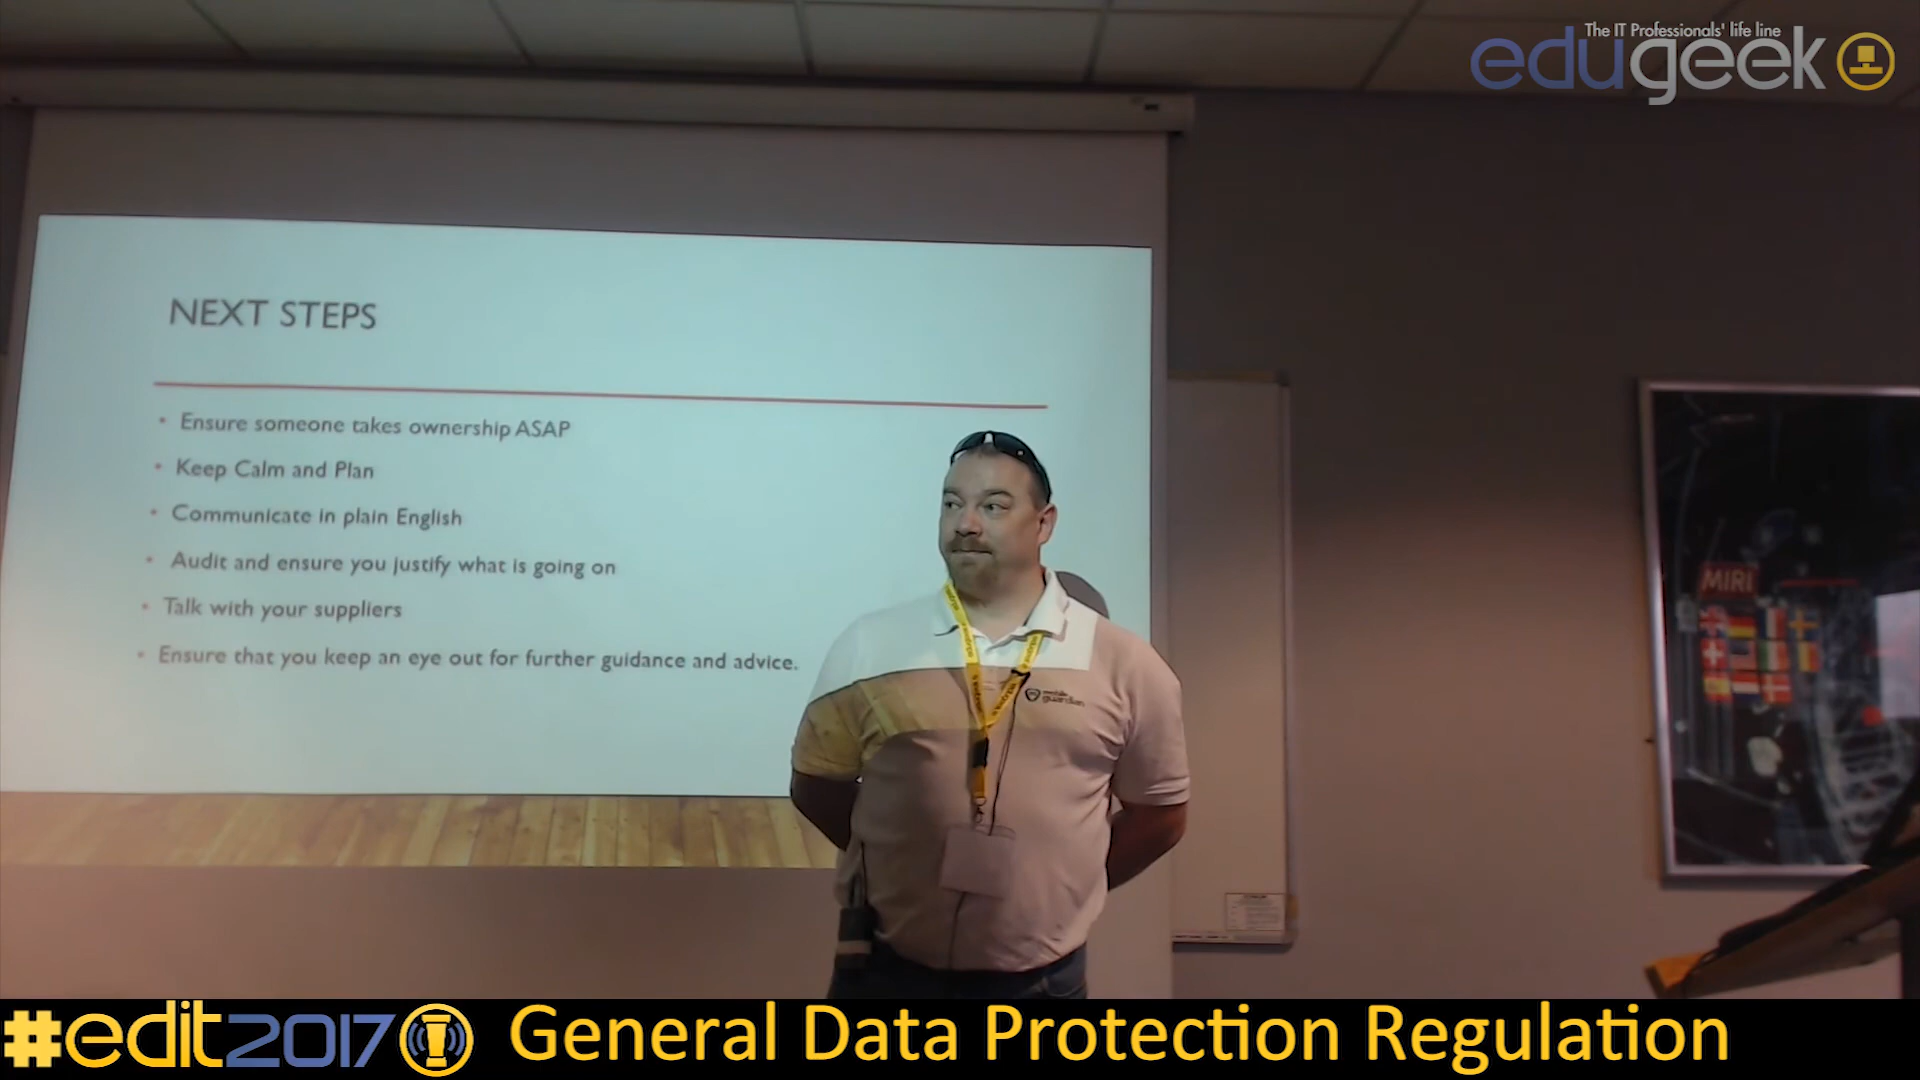 The IT Professionals' life line
edugeek
NEXT STEPS
• Ensure someone takes ownership ASAP
• Keep Calm and Plan
• Communicate in plain English
• Audit and ensure you justify what is going on
• Talk with your suppliers
• Ensure that you keep an eye out for further guidance and advice.
mobile
guardian
MIRI
#edit2017 General Data Protection Regulation